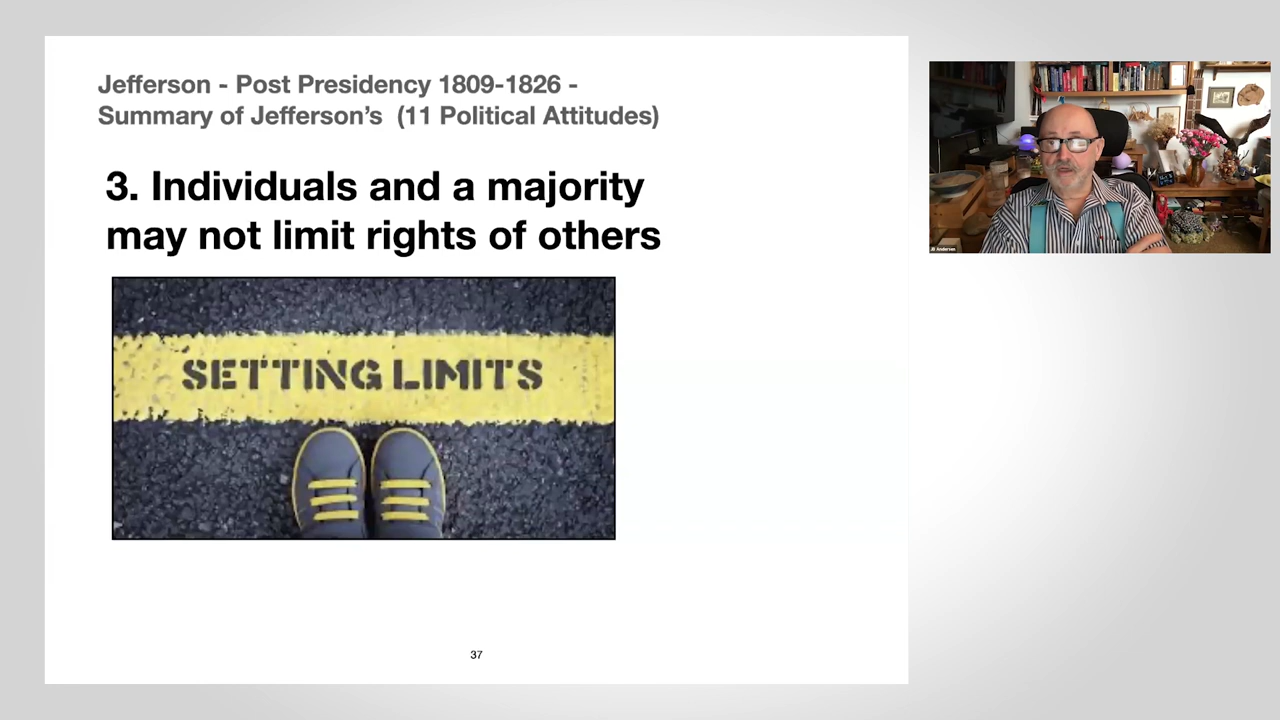 Jefferson - Post Presidency 1809-1826 -
Summary of Jefferson’s (11 Political Attitudes)
3. Individuals and a majority
may not limit rights of others
SETTING LIMITS
37
Andersen